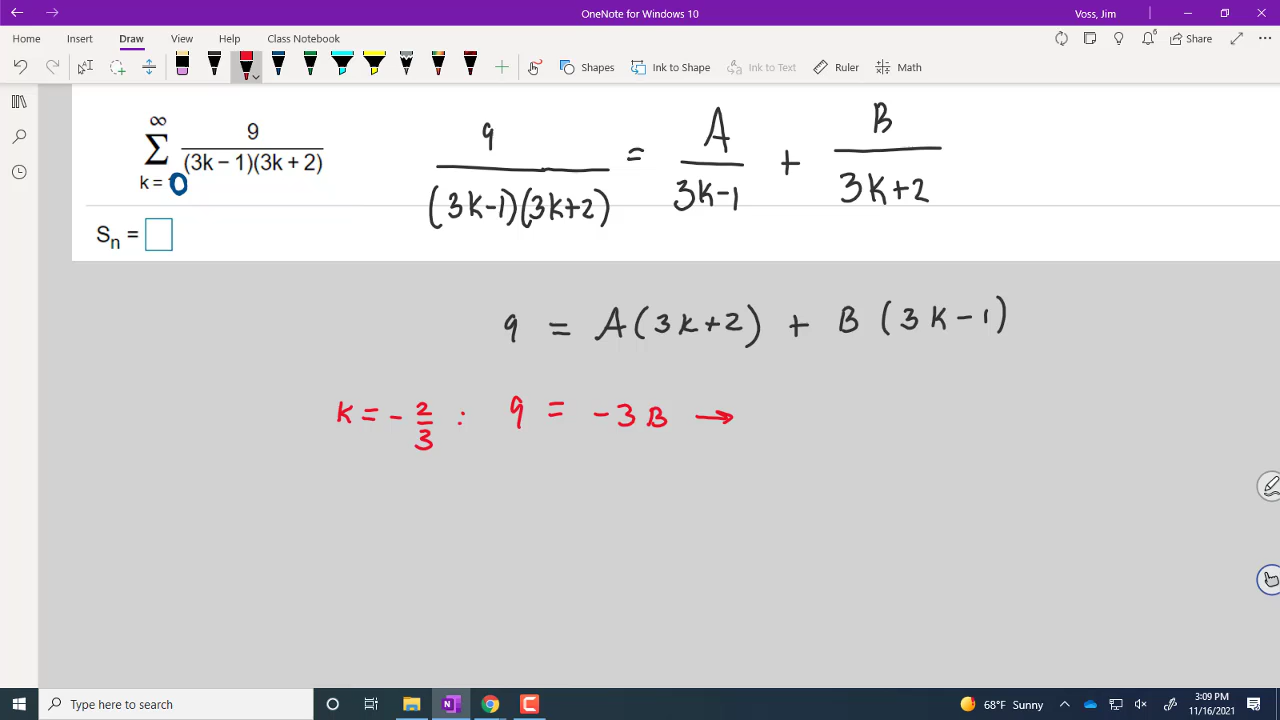 OneNote for Windows 10
Voss, Jim
Home Insert Draw View Help Class Notebook
6
Share
Shapes Ink to Shape Ink to Text Ruler Math
∞
Σ 9/((3k − 1)(3k + 2))
k = 0
9/((3k-1)(3k+2)) = A/(3k-1) + B/(3k+2)
Sn =
9 = A(3k+2) + B(3k-1)
k = -2/3 : 9 = -3B →
Type here to search
68°F Sunny
3:09 PM
11/16/2021